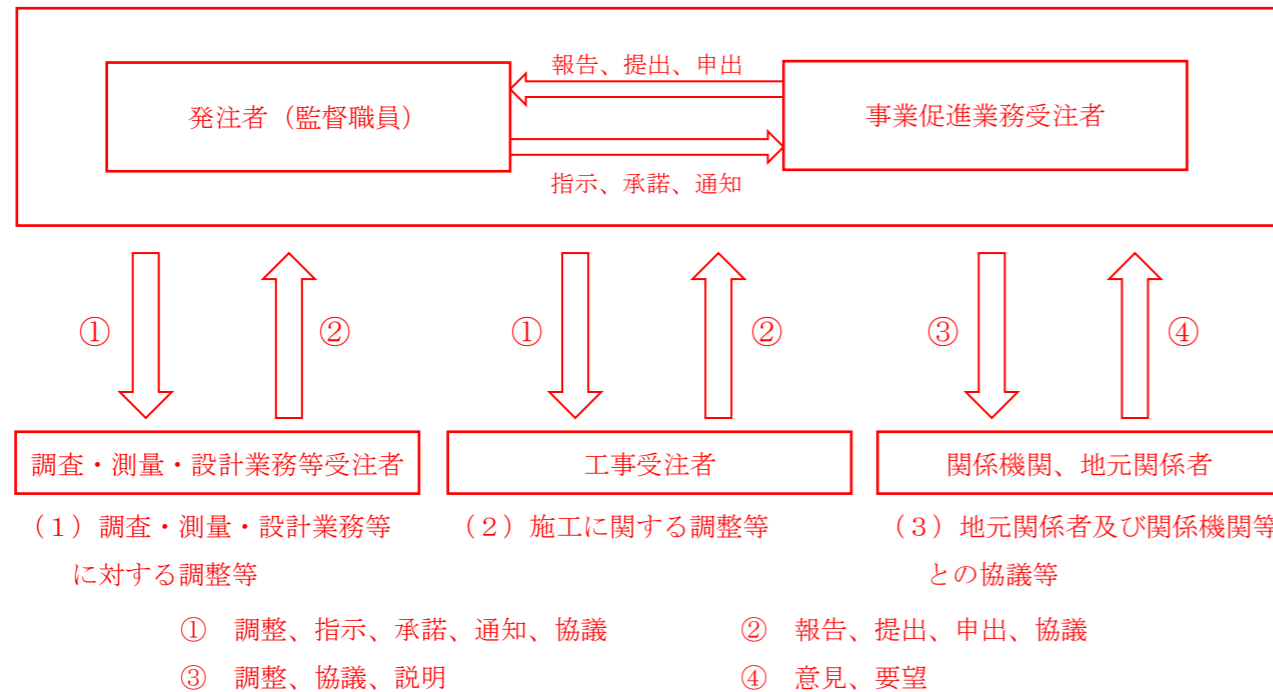 報告、提出、申出
発注者（監督職員）
事業促進業務受注者
指示、承諾、通知
①
②
①
②
③
④
調査・測量・設計業務等受注者
工事受注者
関係機関、地元関係者
（１）調査・測量・設計業務等
に対する調整等
（２）施工に関する調整等
（３）地元関係者及び関係機関等
との協議等
①　調整、指示、承諾、通知、協議
②　報告、提出、申出、協議
③　調整、協議、説明
④　意見、要望